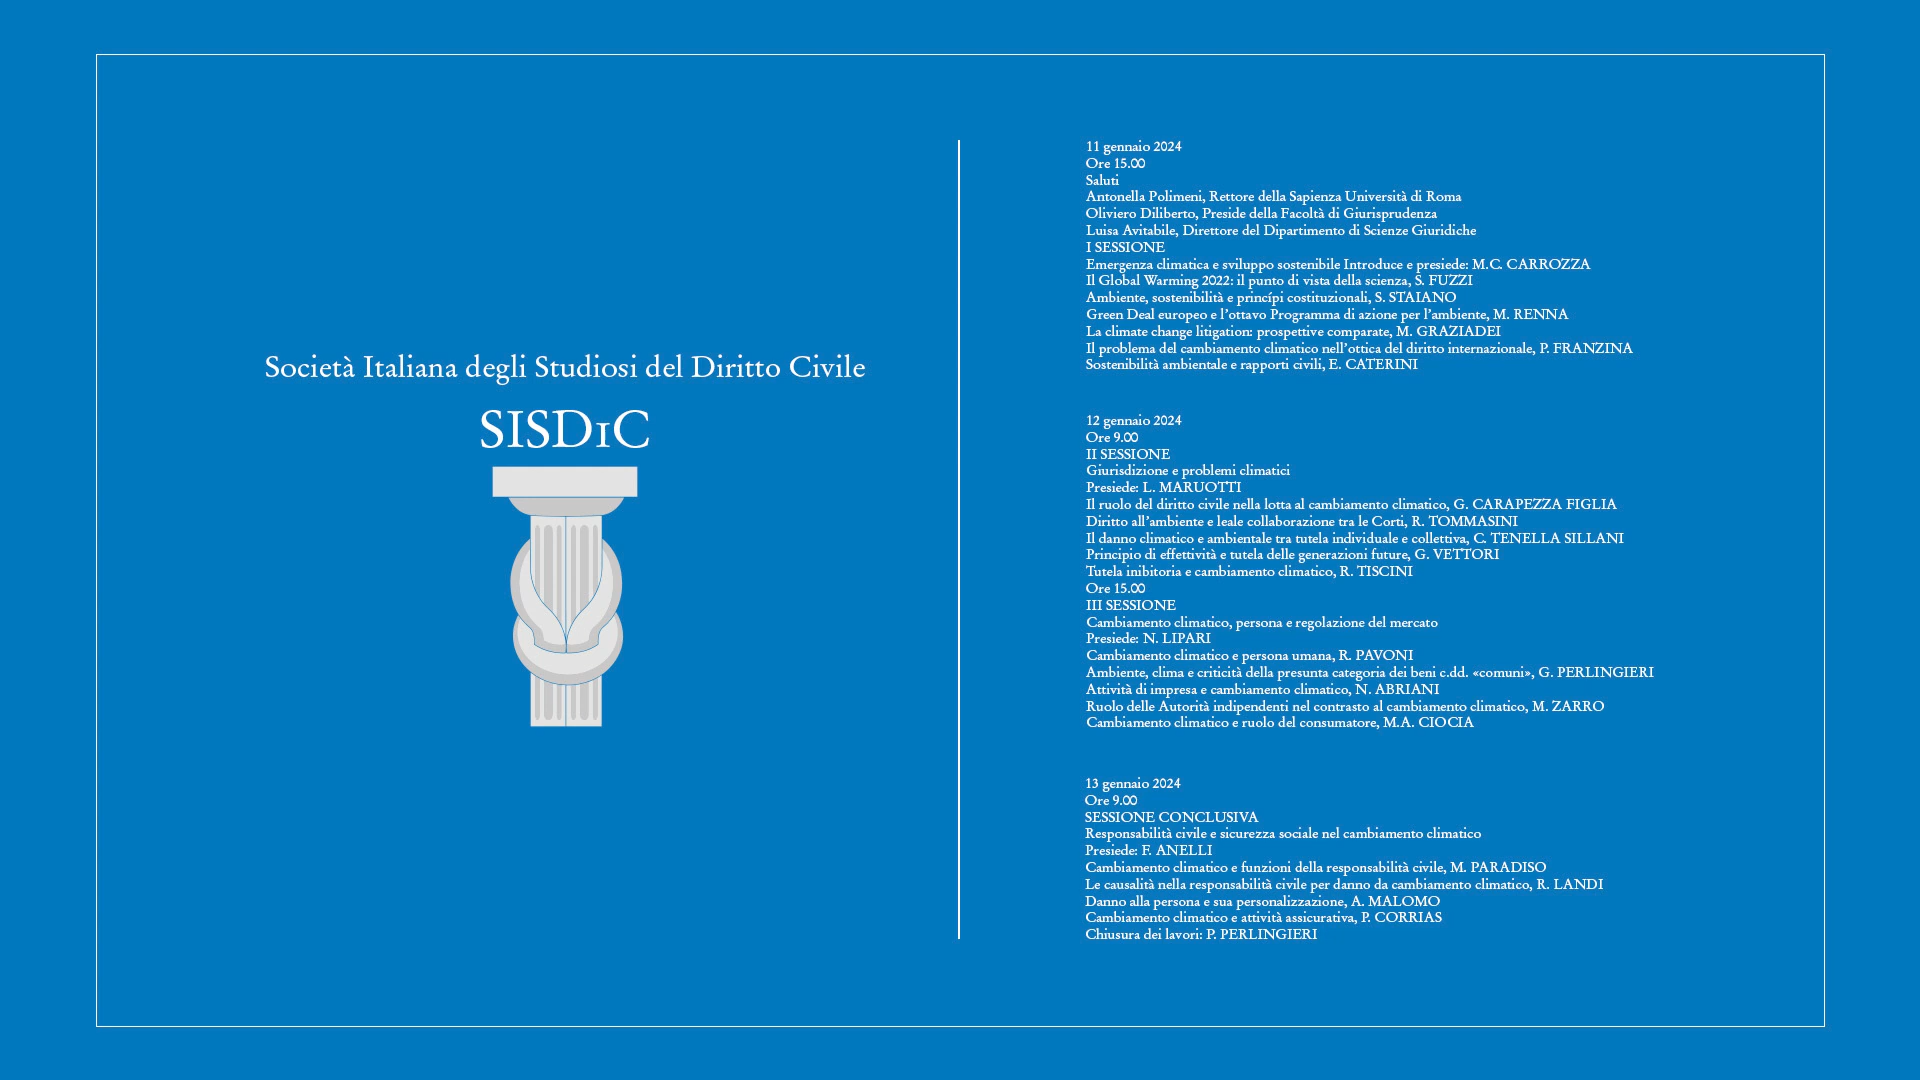 Società Italiana degli Studiosi del Diritto Civile
SISDıC
11 gennaio 2024
Ore 15.00
Saluti
Antonella Polimeni, Rettore della Sapienza Università di Roma
Oliviero Diliberto, Preside della Facoltà di Giurisprudenza
Luisa Avitabile, Direttore del Dipartimento di Scienze Giuridiche
I SESSIONE
Emergenza climatica e sviluppo sostenibile Introduce e presiede: M.C. CARROZZA
Il Global Warming 2022: il punto di vista della scienza, S. FUZZI
Ambiente, sostenibilità e princípi costituzionali, S. STAIANO
Green Deal europeo e l’ottavo Programma di azione per l’ambiente, M. RENNA
La climate change litigation: prospettive comparate, M. GRAZIADEI
Il problema del cambiamento climatico nell’ottica del diritto internazionale, P. FRANZINA
Sostenibilità ambientale e rapporti civili, E. CATERINI
12 gennaio 2024
Ore 9.00
II SESSIONE
Giurisdizione e problemi climatici
Presiede: L. MARUOTTI
Il ruolo del diritto civile nella lotta al cambiamento climatico, G. CARAPEZZA FIGLIA
Diritto all’ambiente e leale collaborazione tra le Corti, R. TOMMASINI
Il danno climatico e ambientale tra tutela individuale e collettiva, C. TENELLA SILLANI
Principio di effettività e tutela delle generazioni future, G. VETTORI
Tutela inibitoria e cambiamento climatico, R. TISCINI
Ore 15.00
III SESSIONE
Cambiamento climatico, persona e regolazione del mercato
Presiede: N. LIPARI
Cambiamento climatico e persona umana, R. PAVONI
Ambiente, clima e criticità della presunta categoria dei beni c.dd. «comuni», G. PERLINGIERI
Attività di impresa e cambiamento climatico, N. ABRIANI
Ruolo delle Autorità indipendenti nel contrasto al cambiamento climatico, M. ZARRO
Cambiamento climatico e ruolo del consumatore, M.A. CIOCIA
13 gennaio 2024
Ore 9.00
SESSIONE CONCLUSIVA
Responsabilità civile e sicurezza sociale nel cambiamento climatico
Presiede: F. ANELLI
Cambiamento climatico e funzioni della responsabilità civile, M. PARADISO
Le causalità nella responsabilità civile per danno da cambiamento climatico, R. LANDI
Danno alla persona e sua personalizzazione, A. MALOMO
Cambiamento climatico e attività assicurativa, P. CORRIAS
Chiusura dei lavori: P. PERLINGIERI